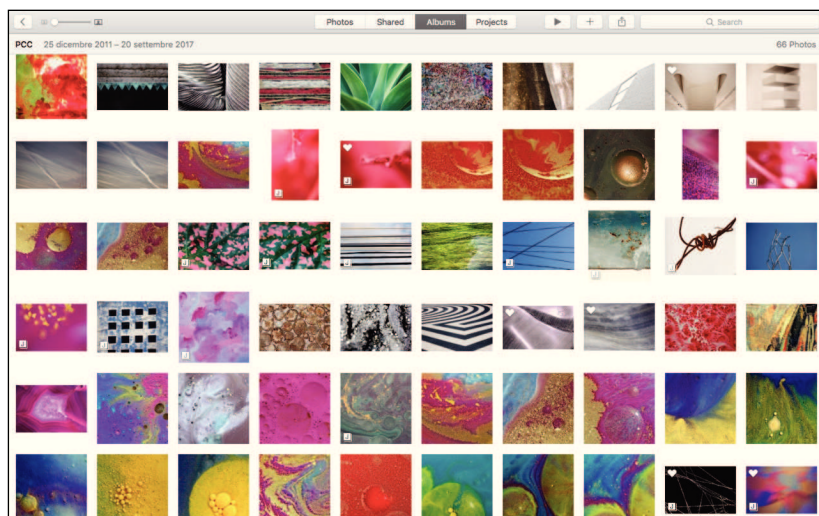 Photos Shared Albums Projects Search
PCC 25 dicembre 2011 – 20 settembre 2017 66 Photos